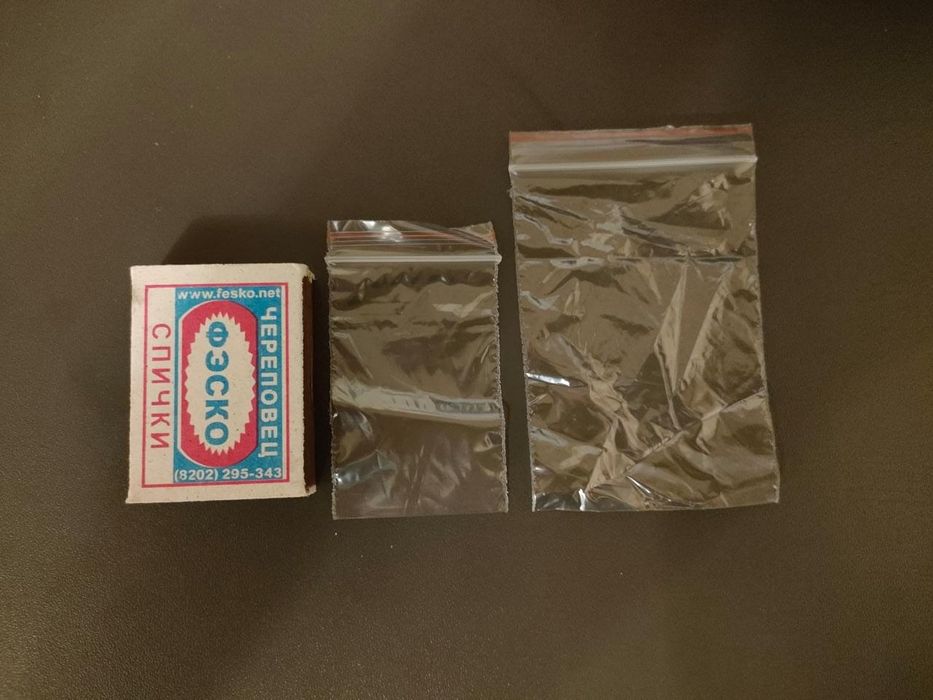 www.fesko.net
ЧЕРЕПОВЕЦ
ФЭСКО
СПИЧКИ
(8202) 295-343